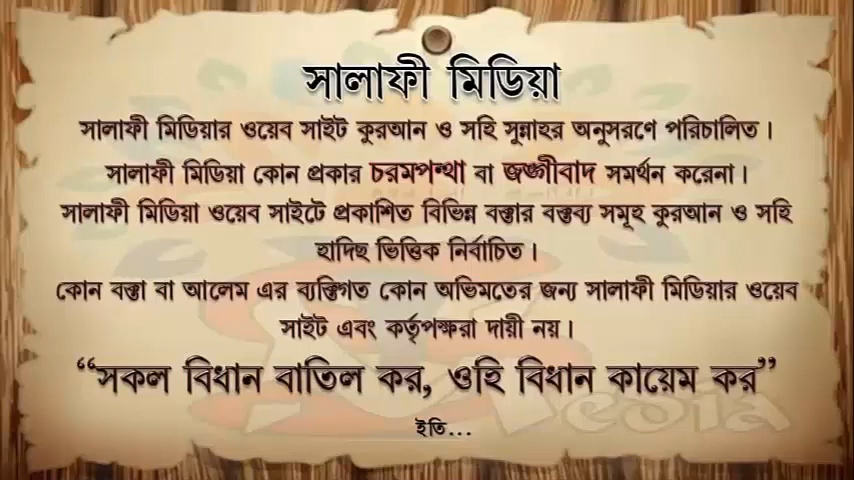 সালাফী মিডিয়া
সালাফী মিডিয়ার ওয়েব সাইট কুরআন ও সহি সুন্নাহর অনুসরণে পরিচালিত।
সালাফী মিডিয়া কোন প্রকার চরমপন্থা বা জঙ্গীবাদ সমর্থন করেনা।
সালাফী মিডিয়া ওয়েব সাইটে প্রকাশিত বিভিন্ন বক্তার বক্তব্য সমূহ কুরআন ও সহি
হাদিছ ভিত্তিক নির্বাচিত।
কোন বক্তা বা আলেম এর ব্যক্তিগত কোন অভিমতের জন্য সালাফী মিডিয়ার ওয়েব
সাইট এবং কর্তৃপক্ষরা দায়ী নয়।
“সকল বিধান বাতিল কর, ওহি বিধান কায়েম কর”
Media
ইতি...